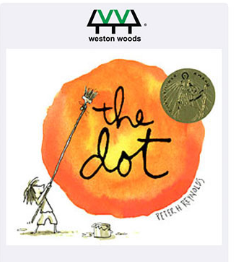 weston woods
the
dot
PETER H. REYNOLDS